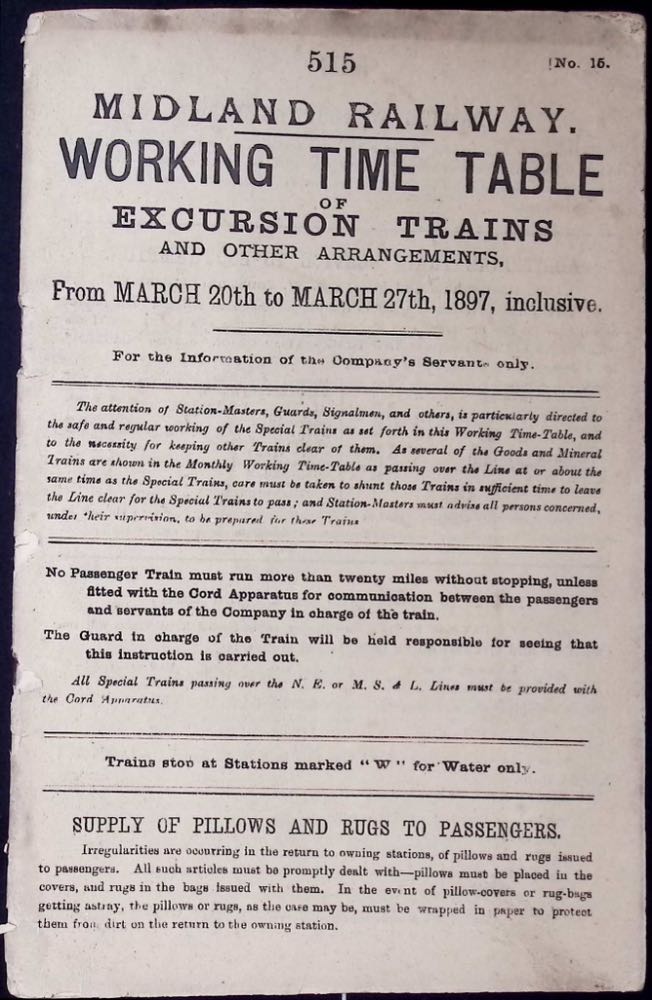 515
No. 15.
MIDLAND RAILWAY.
WORKING TIME TABLE
OF
EXCURSION TRAINS
AND OTHER ARRANGEMENTS,
From MARCH 20th to MARCH 27th, 1897, inclusive.
For the Information of the Company's Servants only.
The attention of Station-Masters, Guards, Signalmen, and others, is particularly directed to
the safe and regular working of the Special Trains as set forth in this Working Time-Table, and
to the necessity for keeping other Trains clear of them. As several of the Goods and Mineral
Trains are shown in the Monthly Working Time-Table as passing over the Line at or about the
same time as the Special Trains, care must be taken to shunt those Trains in sufficient time to leave
the Line clear for the Special Trains to pass; and Station-Masters must advise all persons concerned,
under their supervision, to be prepared for these Trains
No Passenger Train must run more than twenty miles without stopping, unless
fitted with the Cord Apparatus for communication between the passengers
and servants of the Company in charge of the train.
The Guard in charge of the Train will be held responsible for seeing that
this instruction is carried out.
All Special Trains passing over the N. E. or M. S. & L. Lines must be provided with
the Cord Apparatus.
Trains stop at Stations marked "W" for Water only.
SUPPLY OF PILLOWS AND RUGS TO PASSENGERS.
Irregularities are occurring in the return to owning stations, of pillows and rugs issued
to passengers. All such articles must be promptly dealt with—pillows must be placed in the
covers, and rugs in the bags issued with them. In the event of pillow-covers or rug-bags
getting astray, the pillows or rugs, as the case may be, must be wrapped in paper to protect
them from dirt on the return to the owning station.